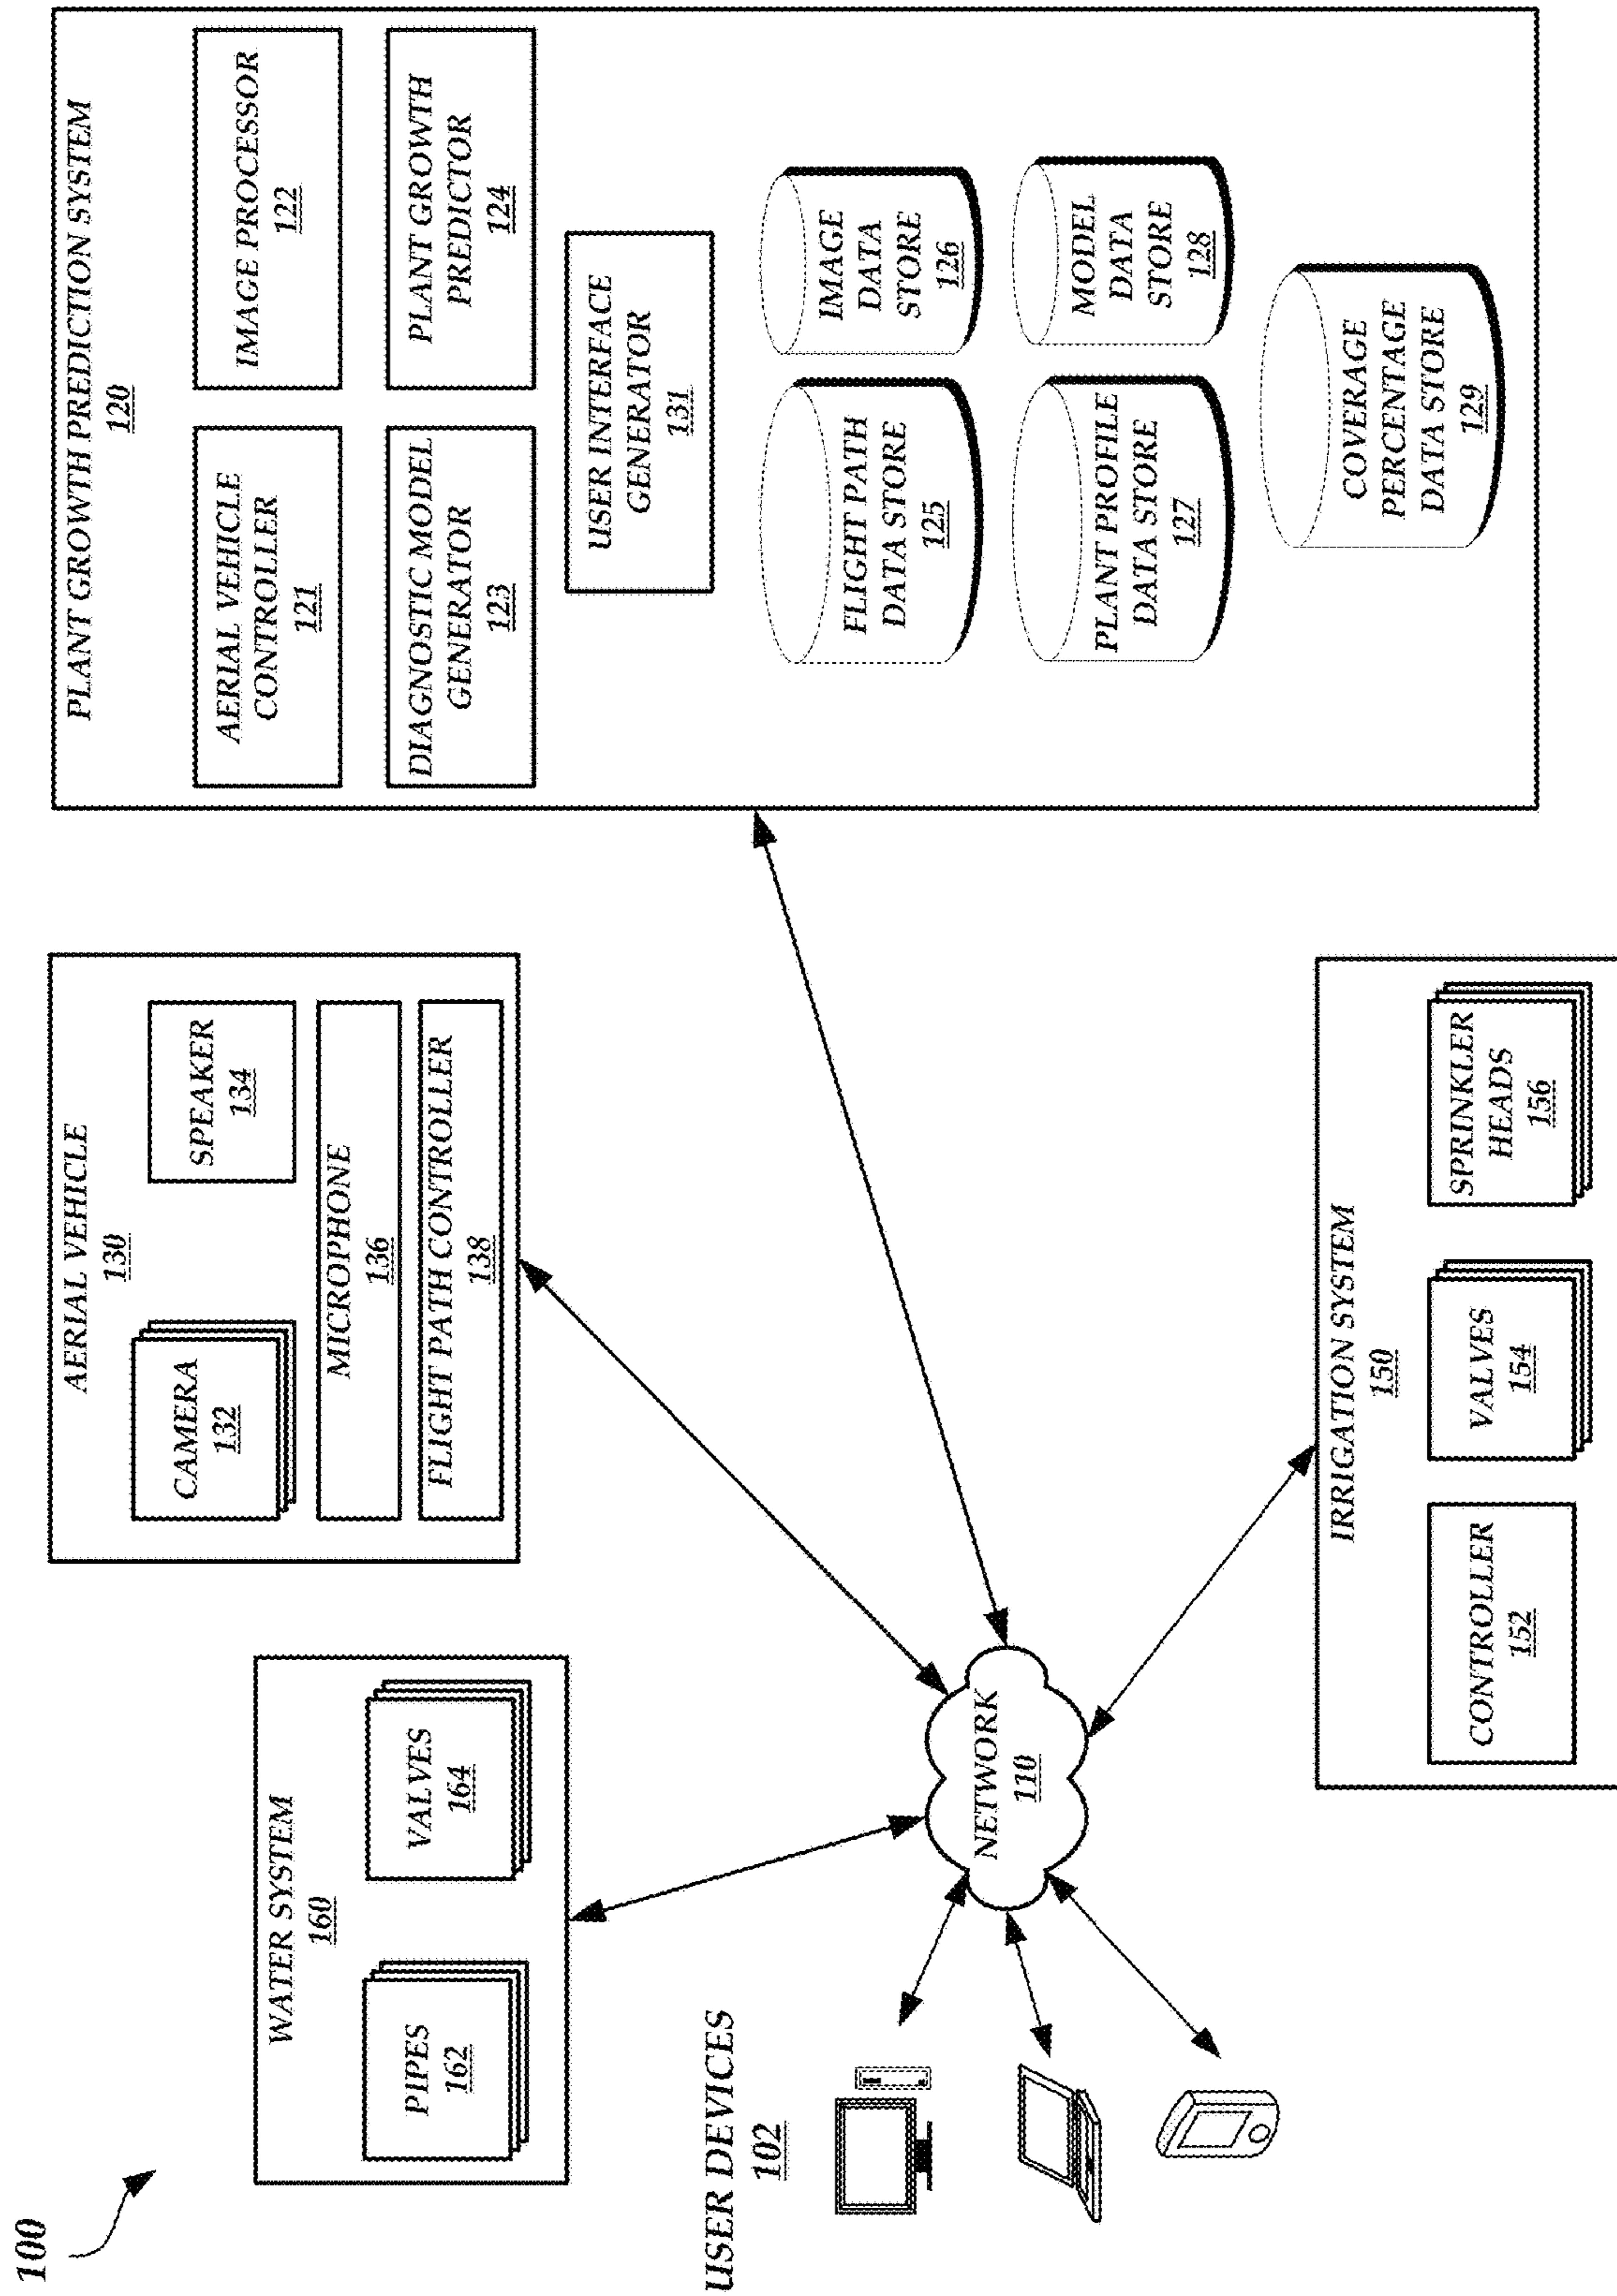 100
WATER SYSTEM
160
PIPES
162
VALVES
164
AERIAL VEHICLE
130
CAMERA
132
SPEAKER
134
MICROPHONE
136
FLIGHT PATH CONTROLLER
138
PLANT GROWTH PREDICTION SYSTEM
120
AERIAL VEHICLE
CONTROLLER
121
IMAGE PROCESSOR
122
DIAGNOSTIC MODEL
GENERATOR
123
PLANT GROWTH
PREDICTOR
124
USER INTERFACE
GENERATOR
131
FLIGHT PATH
DATA STORE
125
IMAGE
DATA
STORE
126
PLANT PROFILE
DATA STORE
127
MODEL
DATA
STORE
128
COVERAGE
PERCENTAGE
DATA STORE
129
USER DEVICES
102
NETWORK
110
IRRIGATION SYSTEM
150
CONTROLLER
152
VALVES
154
SPRINKLER
HEADS
156